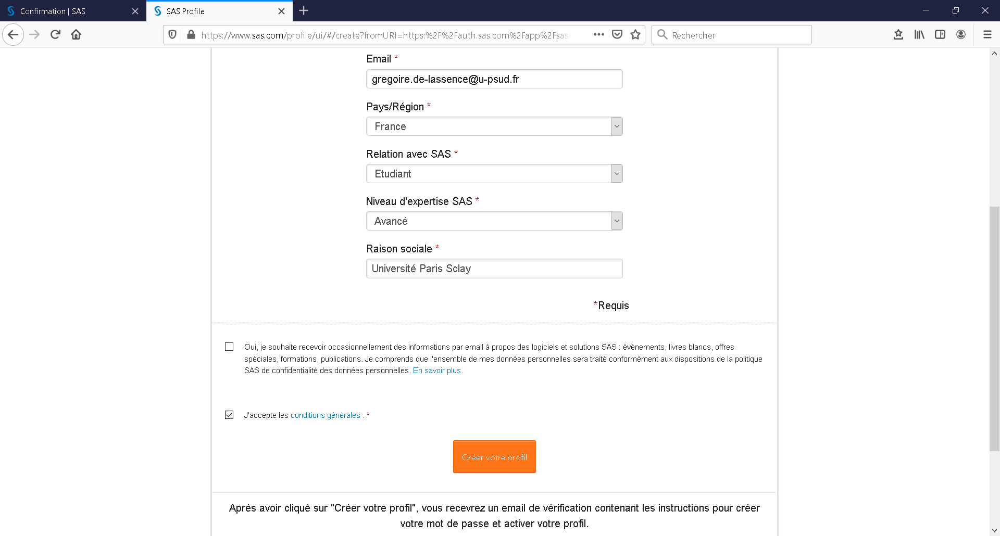 Confirmation | SAS
SAS Profile
https://www.sas.com/profile/ui/#/create?fromURI=https:%2F%2Fauth.sas.com%2Fapp%2Fsas
Rechercher
Email *
gregoire.de-lassence@u-psud.fr
Pays/Région *
France
Relation avec SAS *
Etudiant
Niveau d'expertise SAS *
Avancé
Raison sociale *
Université Paris Sclay
*Requis
Oui, je souhaite recevoir occasionnellement des informations par email à propos des logiciels et solutions SAS : évènements, livres blancs, offres
spéciales, formations, publications. Je comprends que l'ensemble de mes données personnelles sera traité conformément aux dispositions de la politique
SAS de confidentialité des données personnelles. En savoir plus.
J'accepte les conditions générales . *
Créer votre profil
Après avoir cliqué sur "Créer votre profil", vous recevrez un email de vérification contenant les instructions pour créer
votre mot de passe et activer votre profil.